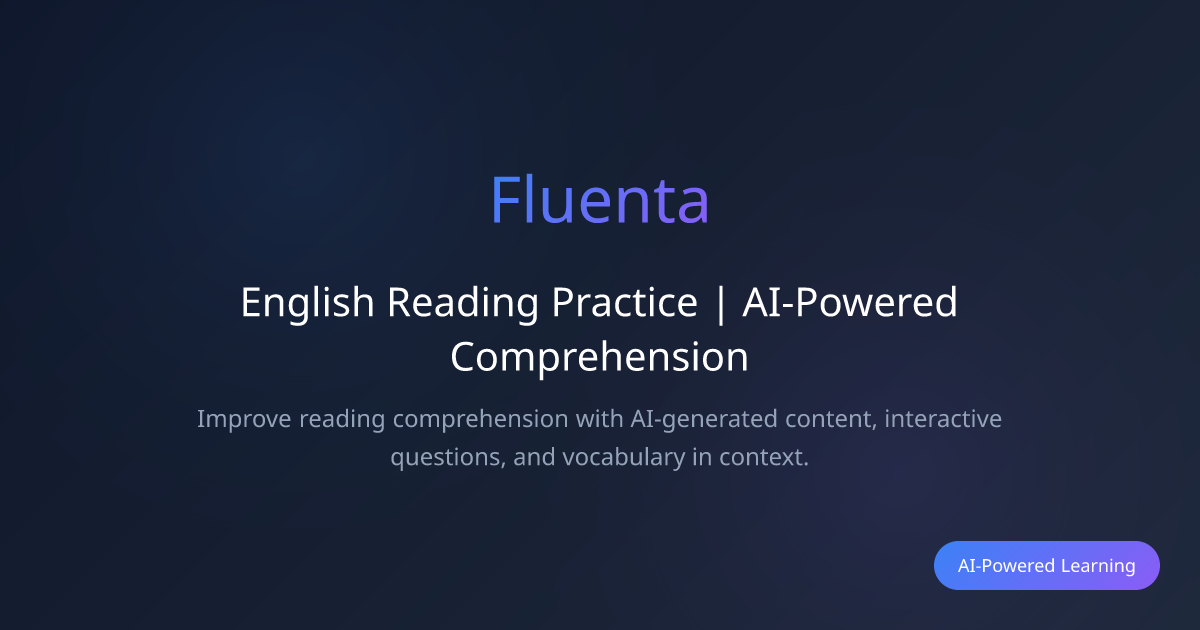 Fluenta
English Reading Practice | AI-Powered
Comprehension
Improve reading comprehension with AI-generated content, interactive
questions, and vocabulary in context.
AI-Powered Learning